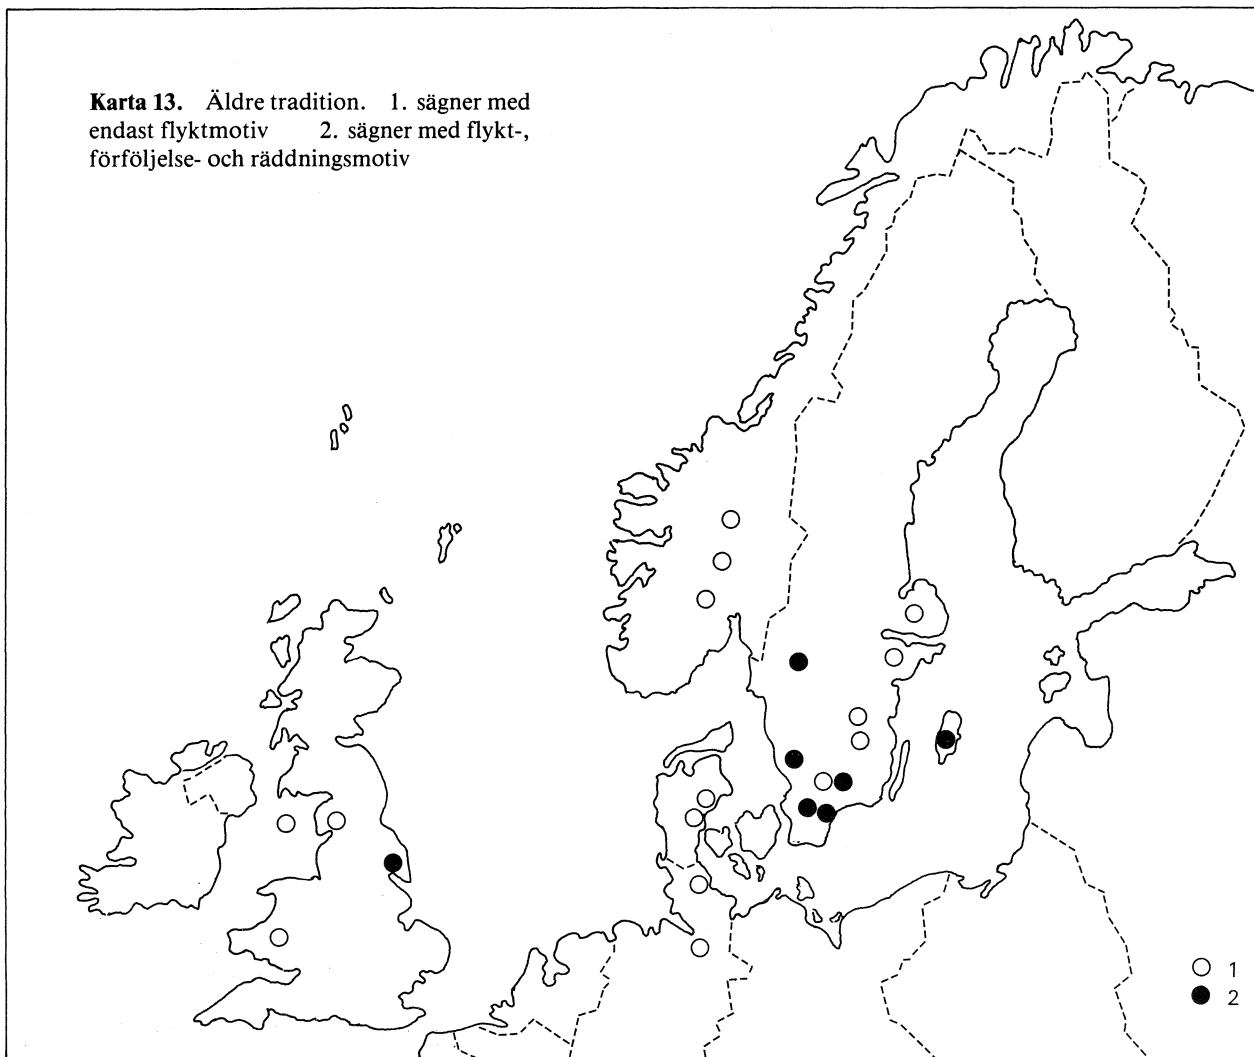 Karta 13. Äldre tradition. 1. sägner med
endast flyktmotiv 2. sägner med flykt-,
förföljelse- och räddningsmotiv
1
2